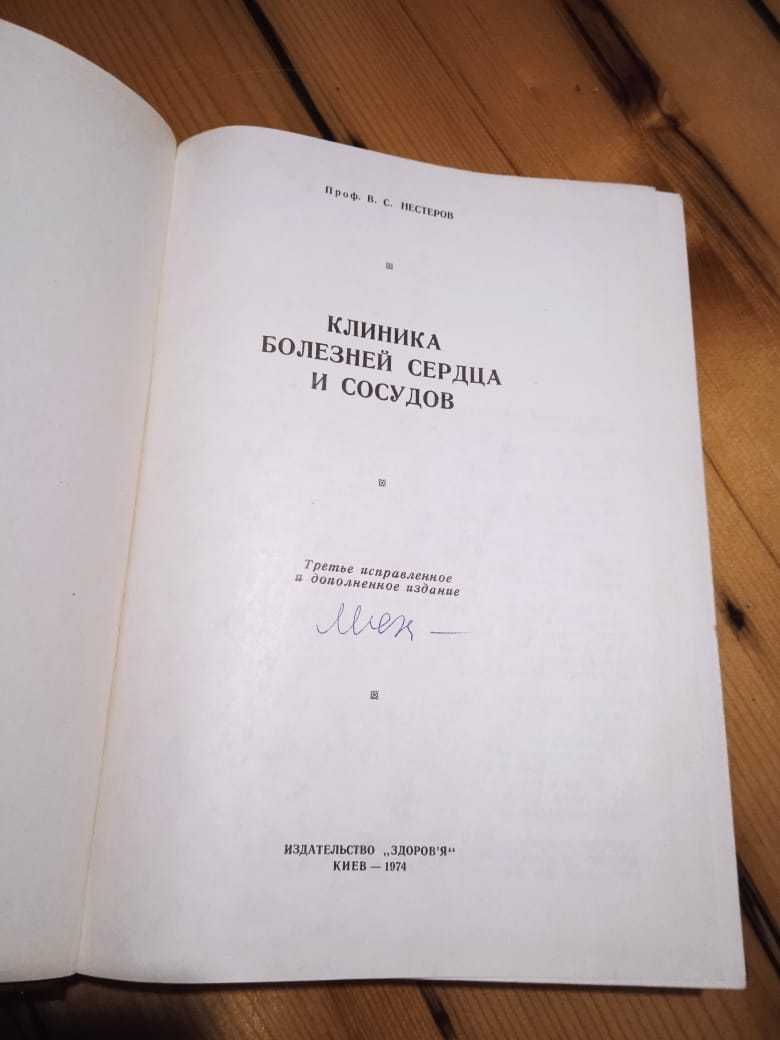 Проф. В. С. НЕСТЕРОВ
КЛИНИКА
БОЛЕЗНЕЙ СЕРДЦА
И СОСУДОВ
Третье исправленное
и дополненное издание
ИЗДАТЕЛЬСТВО „ЗДОРОВ'Я“
КИЕВ — 1974